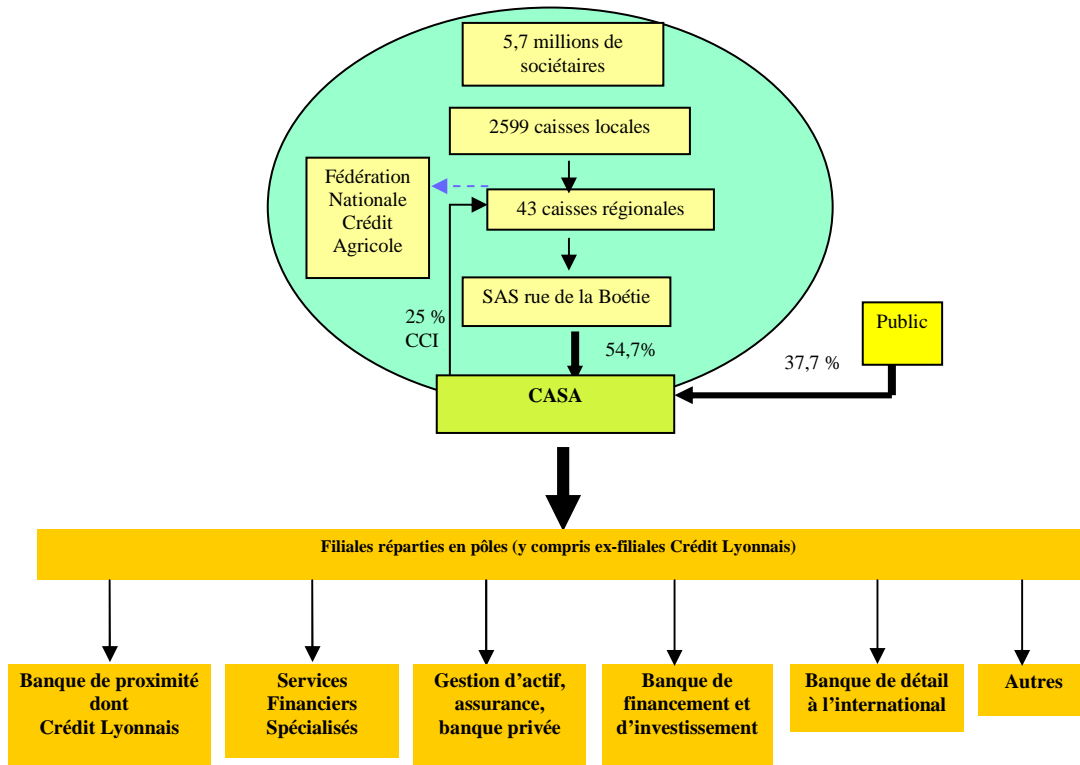 5,7 millions de
sociétaires
2599 caisses locales
Fédération
Nationale
Crédit
Agricole
43 caisses régionales
SAS rue de la Boétie
25 %
CCI
54,7%
Public
37,7 %
CASA
Filiales réparties en pôles (y compris ex-filiales Crédit Lyonnais)
Banque de proximité
dont
Crédit Lyonnais
Services
Financiers
Spécialisés
Gestion d'actif,
assurance,
banque privée
Banque de
financement et
d'investissement
Banque de détail
à l'international
Autres